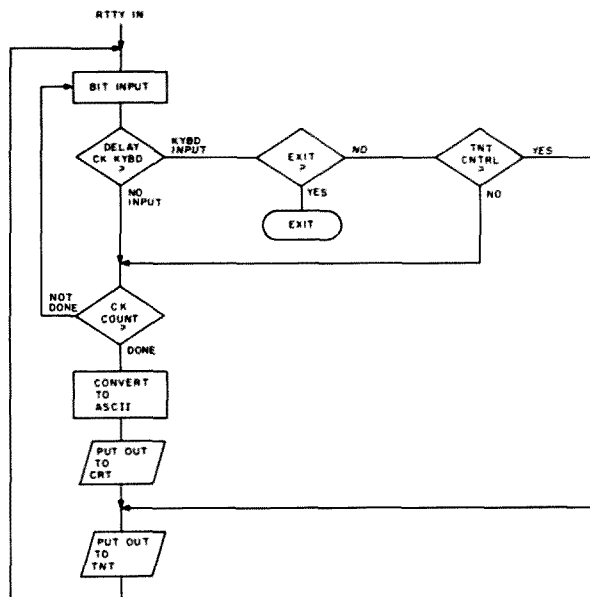 RTTY IN
BIT INPUT
DELAY
CK KYBD
?
KYBD
INPUT
EXIT
?
NO
TNT
CNTRL
?
YES
NO
INPUT
YES
NO
EXIT
NOT
DONE
CK
COUNT
?
DONE
CONVERT
TO
ASCII
PUT OUT
TO
CRT
PUT OUT
TO
TNT